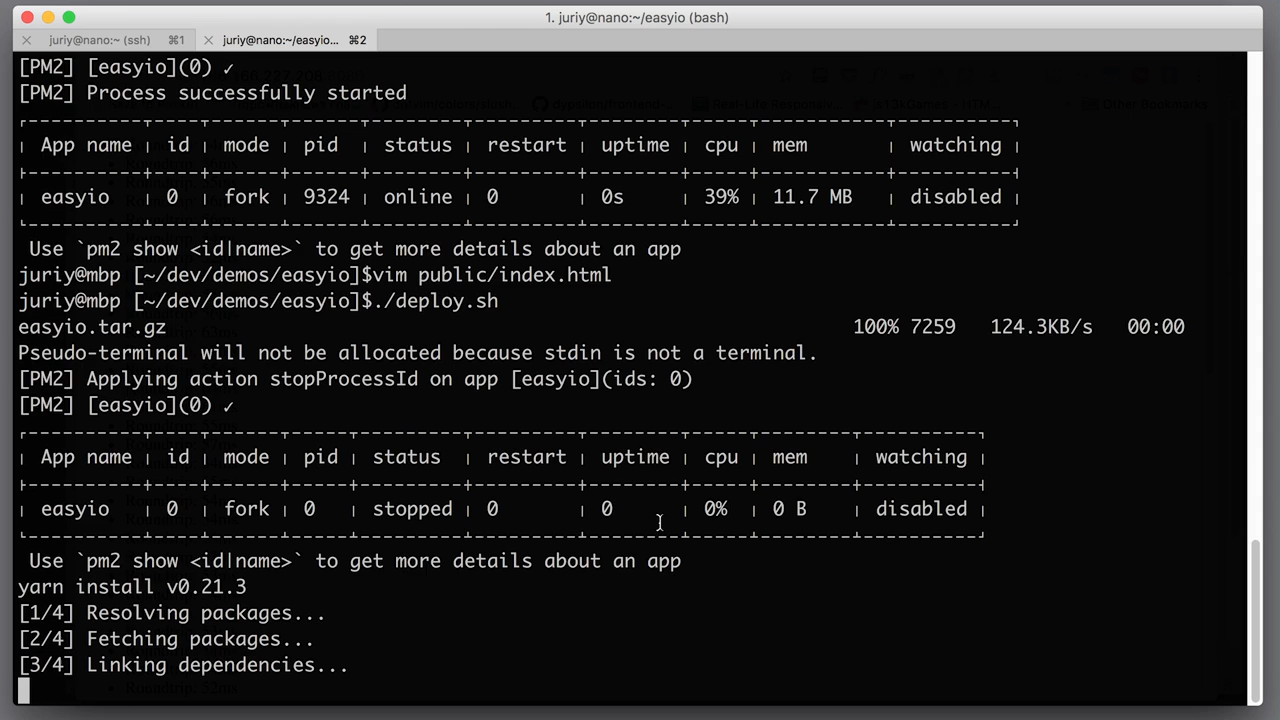 1. juriy@nano:~/easyio (bash)
juriy@nano:~ (ssh) ⌘1 juriy@nano:~/easyio... ⌘2
[PM2] [easyio](0) ✓
[PM2] Process successfully started
App name id mode pid status restart uptime cpu mem watching
easyio 0 fork 9324 online 0 0s 39% 11.7 MB disabled
Use `pm2 show <id|name>` to get more details about an app
juriy@mbp [~/dev/demos/easyio]$vim public/index.html
juriy@mbp [~/dev/demos/easyio]$./deploy.sh
easyio.tar.gz 100% 7259 124.3KB/s 00:00
Pseudo-terminal will not be allocated because stdin is not a terminal.
[PM2] Applying action stopProcessId on app [easyio](ids: 0)
[PM2] [easyio](0) ✓
App name id mode pid status restart uptime cpu mem watching
easyio 0 fork 0 stopped 0 0 0% 0 B disabled
Use `pm2 show <id|name>` to get more details about an app
yarn install v0.21.3
[1/4] Resolving packages...
[2/4] Fetching packages...
[3/4] Linking dependencies...